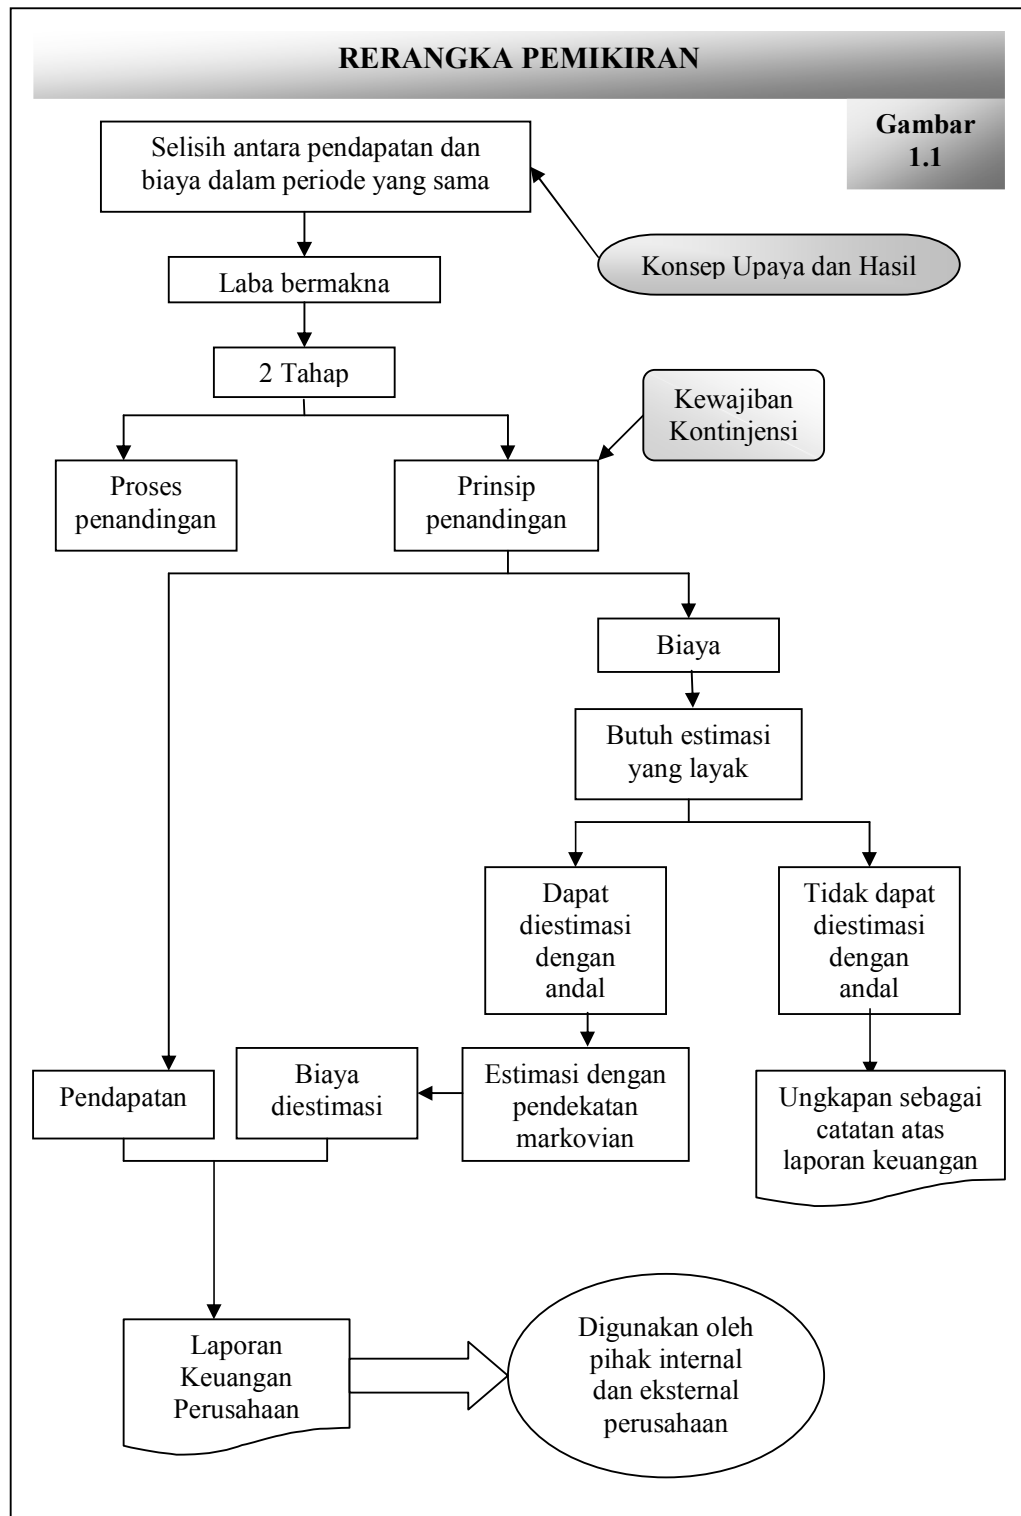 RERANGKA PEMIKIRAN
Gambar
1.1
Selisih antara pendapatan dan
biaya dalam periode yang sama
Konsep Upaya dan Hasil
Laba bermakna
2 Tahap
Kewajiban
Kontinjensi
Proses
penandingan
Prinsip
penandingan
Biaya
Butuh estimasi
yang layak
Dapat
diestimasi
dengan
andal
Tidak dapat
diestimasi
dengan
andal
Pendapatan
Biaya
diestimasi
Estimasi dengan
pendekatan
markovian
Ungkapan sebagai
catatan atas
laporan keuangan
Laporan
Keuangan
Perusahaan
Digunakan oleh
pihak internal
dan eksternal
perusahaan